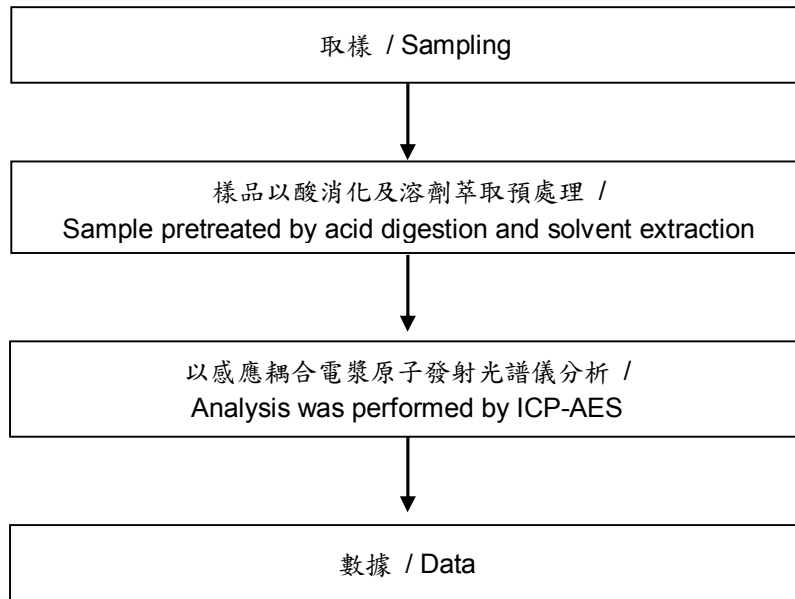 取樣 / Sampling
樣品以酸消化及溶劑萃取預處理 /
Sample pretreated by acid digestion and solvent extraction
以感應耦合電漿原子發射光譜儀分析 /
Analysis was performed by ICP-AES
數據 / Data